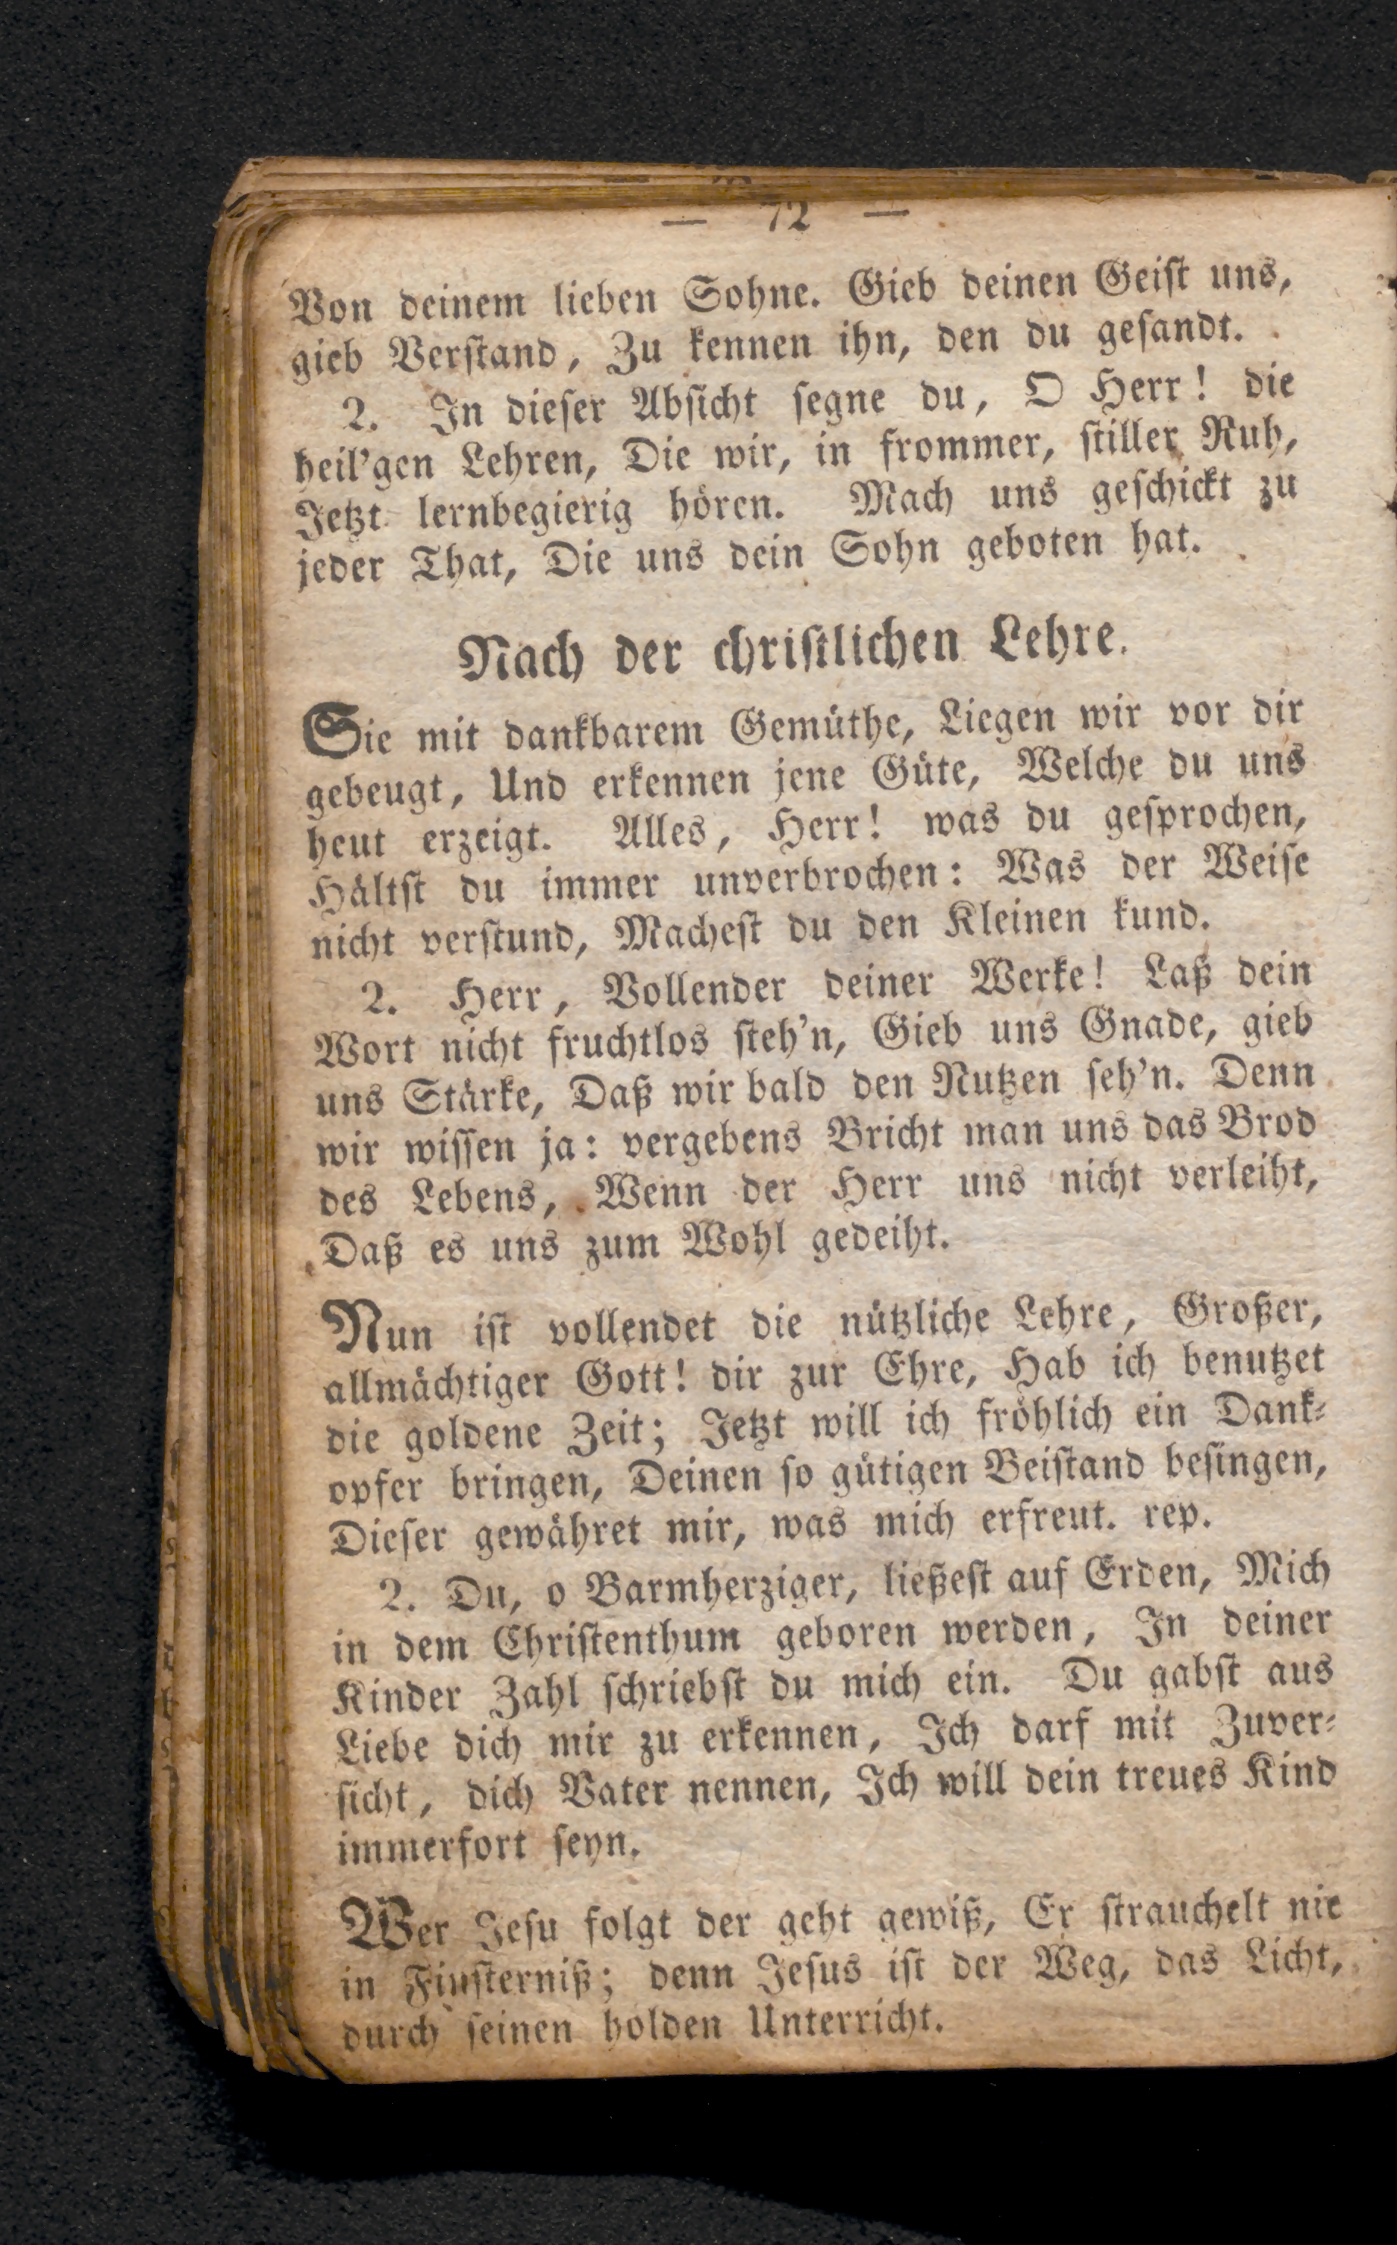 — 72 —
Von deinem lieben Sohne. Gieb deinen Geiſt uns,
gieb Verſtand, Zu kennen ihn, den du geſandt.
2. In dieſer Abſicht ſegne du, O Herr! die
heil'gen Lehren, Die wir, in frommer, ſtiller Ruh,
Jetzt lernbegierig hören. Mach uns geſchickt zu
jeder That, Die uns dein Sohn geboten hat.
Nach der chriſtlichen Lehre.
Sie mit dankbarem Gemüthe, Liegen wir vor dir
gebeugt, Und erkennen jene Güte, Welche du uns
heut erzeigt. Alles, Herr! was du geſprochen,
Hältſt du immer unverbrochen: Was der Weiſe
nicht verſtund, Macheſt du den Kleinen kund.
2. Herr, Vollender deiner Werke! Laß dein
Wort nicht fruchtlos ſteh'n, Gieb uns Gnade, gieb
uns Stärke, Daß wir bald den Nutzen ſeh'n. Denn
wir wiſſen ja: vergebens Bricht man uns das Brod
des Lebens, Wenn der Herr uns nicht verleiht,
Daß es uns zum Wohl gedeiht.
Nun iſt vollendet die nützliche Lehre, Großer,
allmächtiger Gott! dir zur Ehre, Hab ich benutzet
die goldene Zeit; Jetzt will ich fröhlich ein Dank-
opfer bringen, Deinen ſo gütigen Beiſtand beſingen,
Dieſer gewähret mir, was mich erfreut. rep.
2. Du, o Barmherziger, ließeſt auf Erden, Mich
in dem Chriſtenthum geboren werden, In deiner
Kinder Zahl ſchriebſt du mich ein. Du gabſt aus
Liebe dich mir zu erkennen, Ich darf mit Zuver-
ſicht, dich Vater nennen, Ich will dein treues Kind
immerfort ſeyn.
Wer Jeſu folgt der geht gewiß, Er ſtrauchelt nie
in Finſterniß; denn Jeſus iſt der Weg, das Licht,
durch ſeinen holden Unterricht.